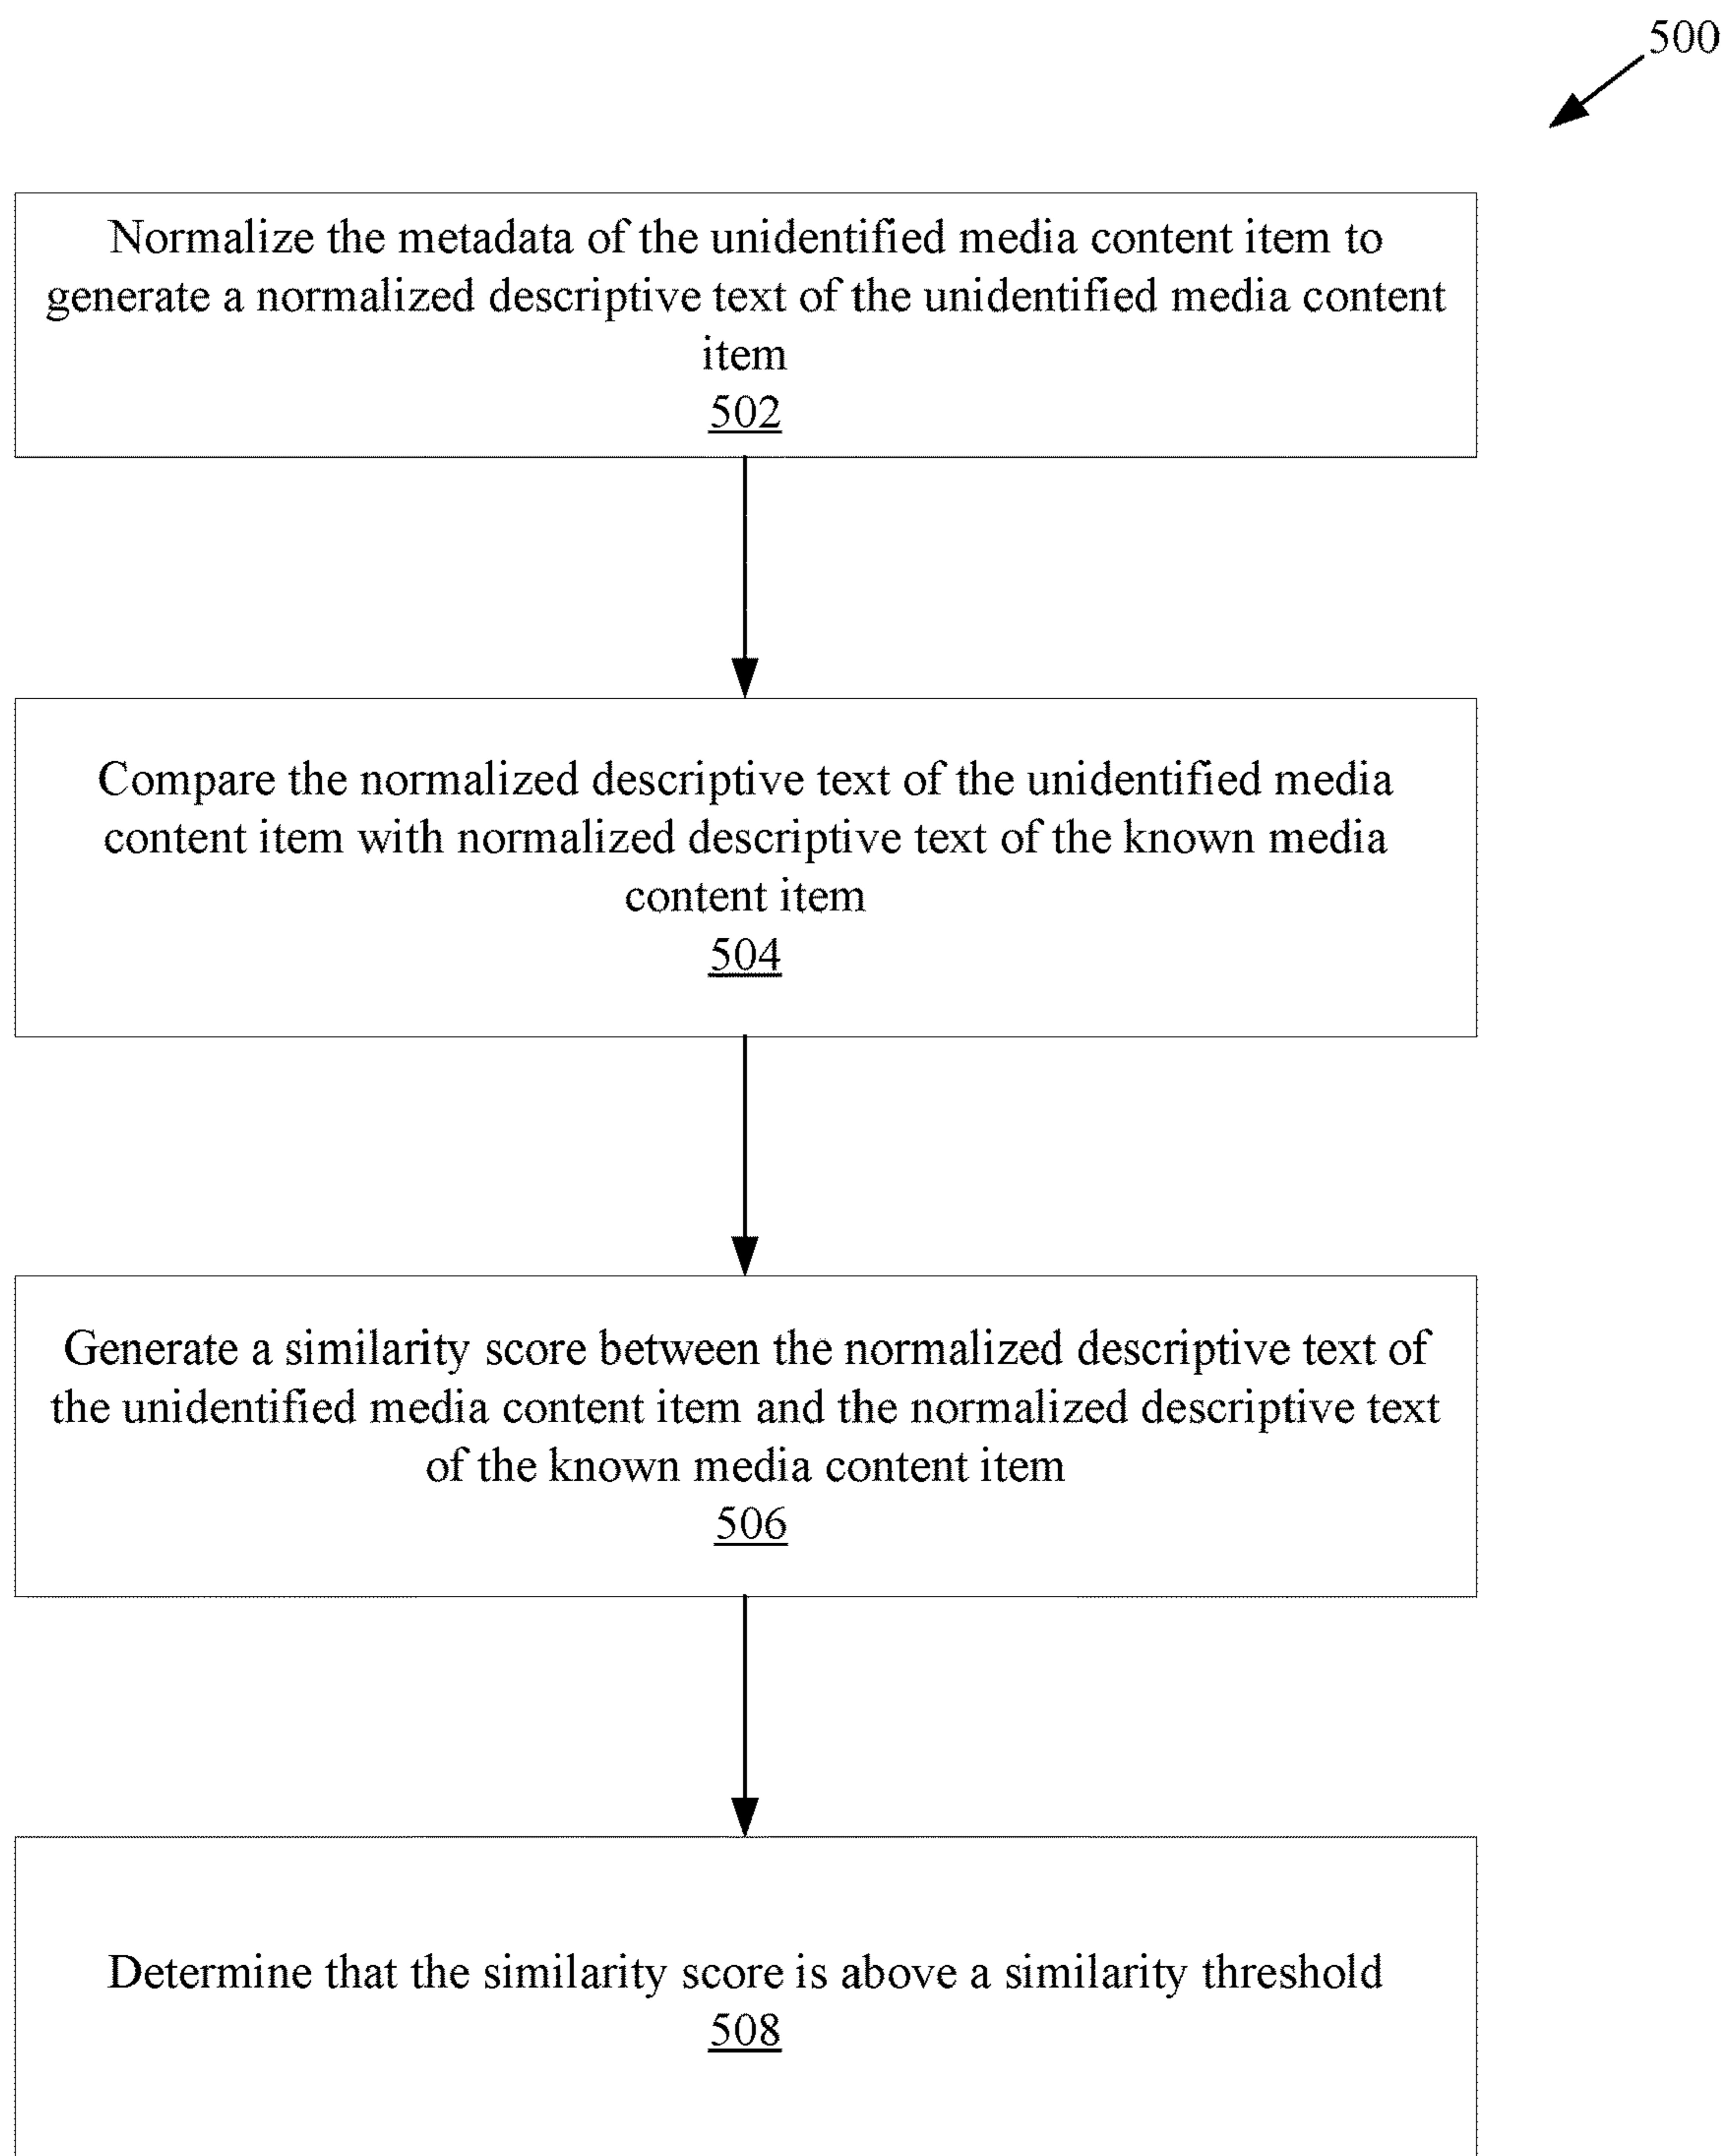 500
Normalize the metadata of the unidentified media content item to
generate a normalized descriptive text of the unidentified media content
item
502
Compare the normalized descriptive text of the unidentified media
content item with normalized descriptive text of the known media
content item
504
Generate a similarity score between the normalized descriptive text of
the unidentified media content item and the normalized descriptive text
of the known media content item
506
Determine that the similarity score is above a similarity threshold
508